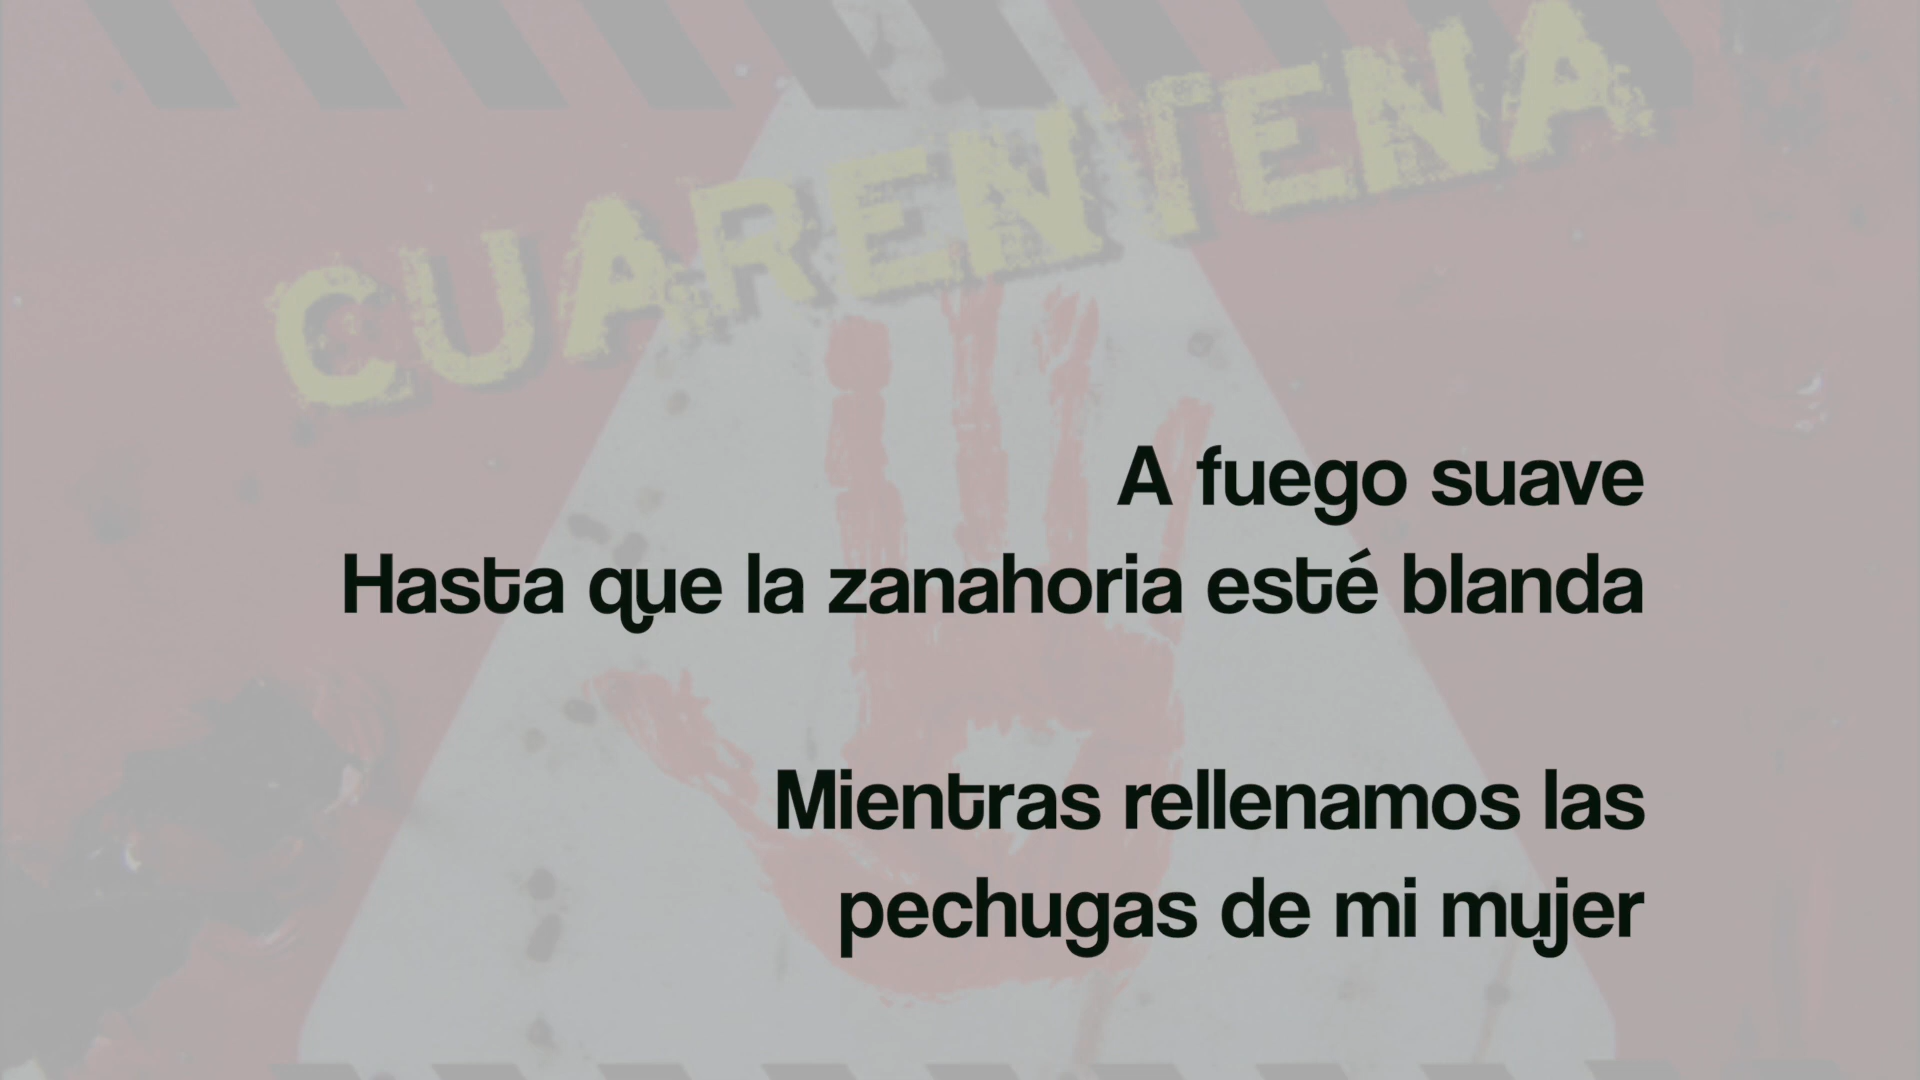 CUARENTENA
A fuego suave
Hasta que la zanahoria esté blanda
Mientras rellenamos las
pechugas de mi mujer